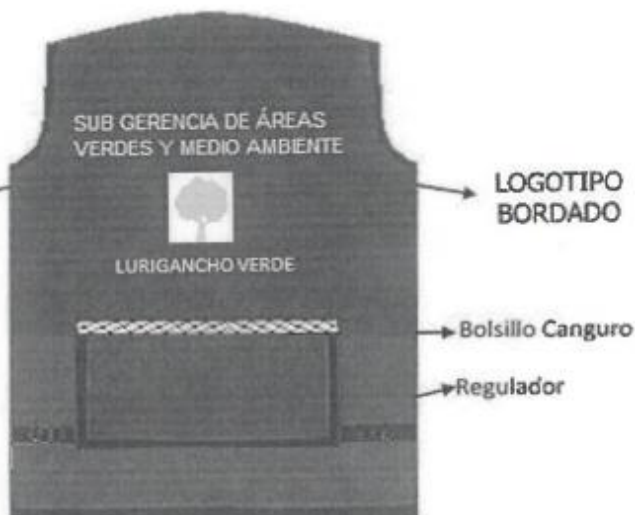 SUB GERENCIA DE ÁREAS
VERDES Y MEDIO AMBIENTE
LURIGANCHO VERDE
LOGOTIPO
BORDADO
Bolsillo Canguro
Regulador